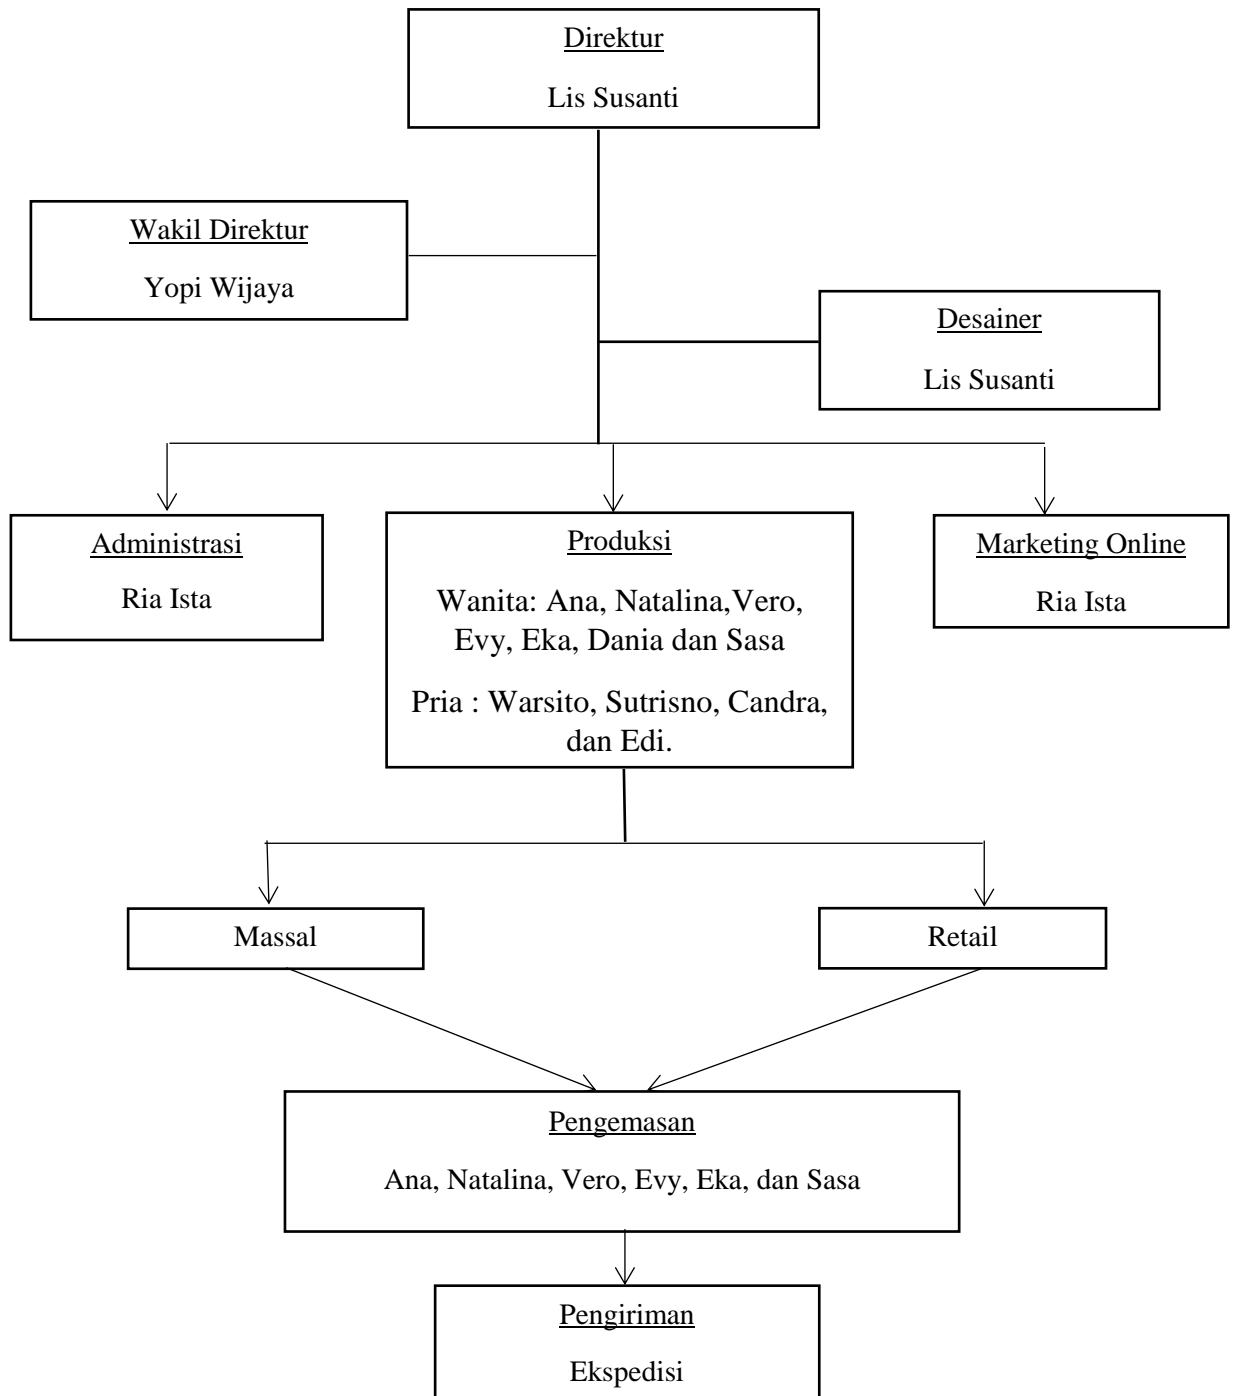 Direktur
Lis Susanti
Wakil Direktur
Yopi Wijaya
Desainer
Lis Susanti
Administrasi
Ria Ista
Produksi
Wanita: Ana, Natalina,Vero,
Evy, Eka, Dania dan Sasa
Pria : Warsito, Sutrisno, Candra,
dan Edi.
Marketing Online
Ria Ista
Massal
Retail
Pengemasan
Ana, Natalina, Vero, Evy, Eka, dan Sasa
Pengiriman
Ekspedisi